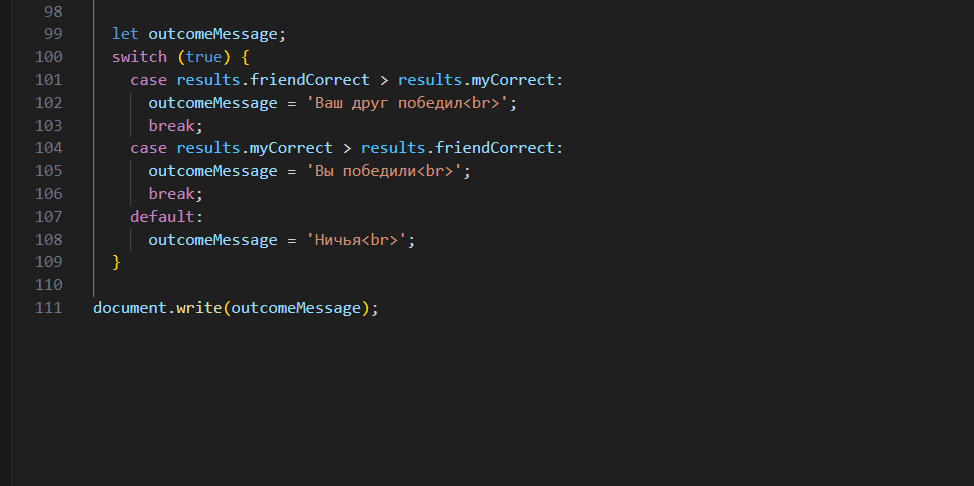 98
99 let outcomeMessage;
100 switch (true) {
101 case results.friendCorrect > results.myCorrect:
102 outcomeMessage = 'Ваш друг победил<br>';
103 break;
104 case results.myCorrect > results.friendCorrect:
105 outcomeMessage = 'Вы победили<br>';
106 break;
107 default:
108 outcomeMessage = 'Ничья<br>';
109 }
110
111 document.write(outcomeMessage);